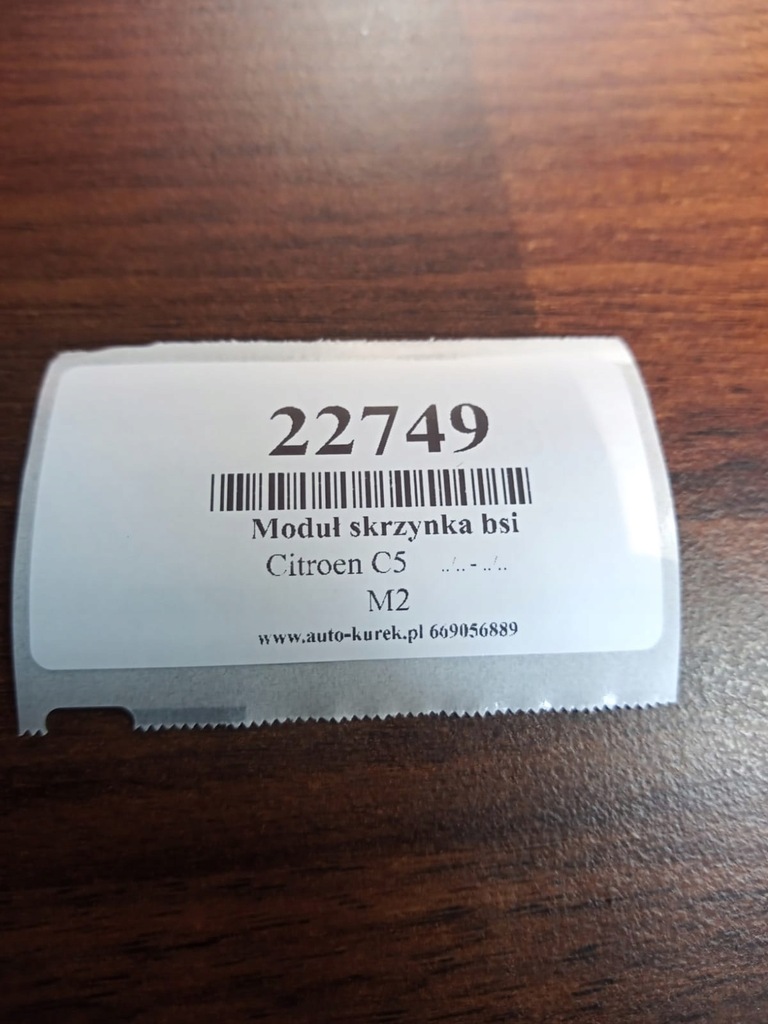 22749
Moduł skrzynka bsi
Citroen C5 ../.. - ../..
M2
www.auto-kurek.pl 669056889